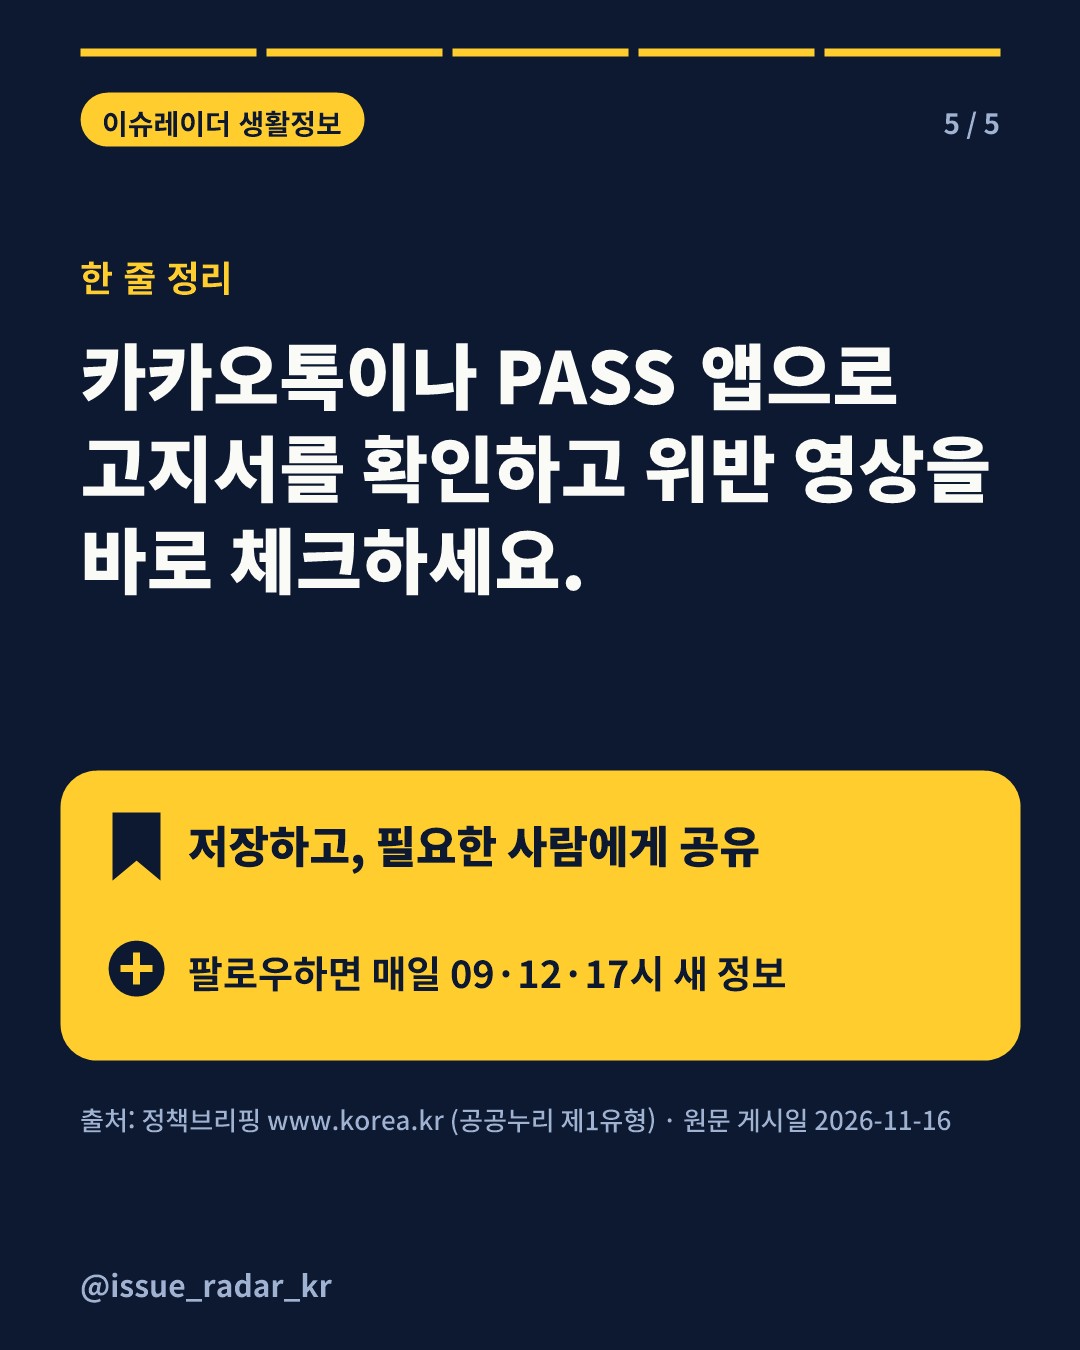 이슈레이더 생활정보
5 / 5
한 줄 정리
카카오톡이나 PASS 앱으로
고지서를 확인하고 위반 영상을
바로 체크하세요.
저장하고, 필요한 사람에게 공유
팔로우하면 매일 09·12·17시 새 정보
출처: 정책브리핑 www.korea.kr (공공누리 제1유형) · 원문 게시일 2026-11-16
@issue_radar_kr